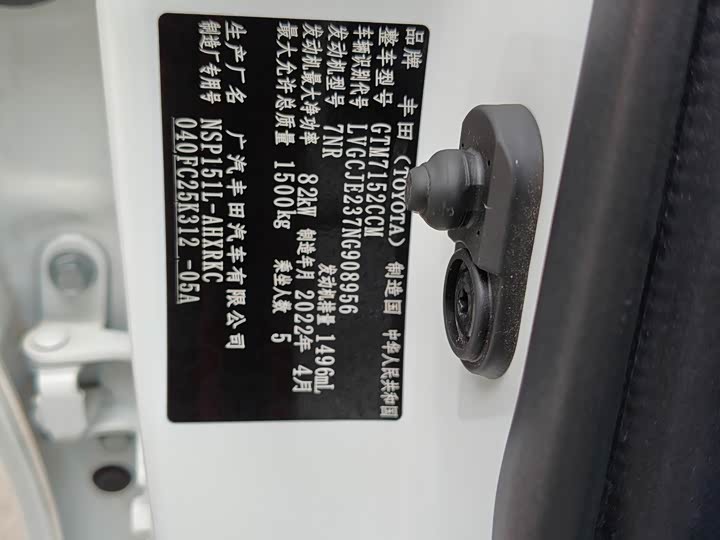 品牌 丰田（TOYOTA） 制造国 中华人民共和国
整车型号 GTM7152CCM
车辆识别代号 LVGCJE237NG908956
发动机型号 7NR 发动机排量 1496mL
发动机最大净功率 82kW 制造年月 2022年 4月
最大允许总质量 1500kg 乘坐人数 5
生产厂名 广汽丰田汽车有限公司
制造厂专用号 NSP151L-AHXRKC
040FC25K312 -05A